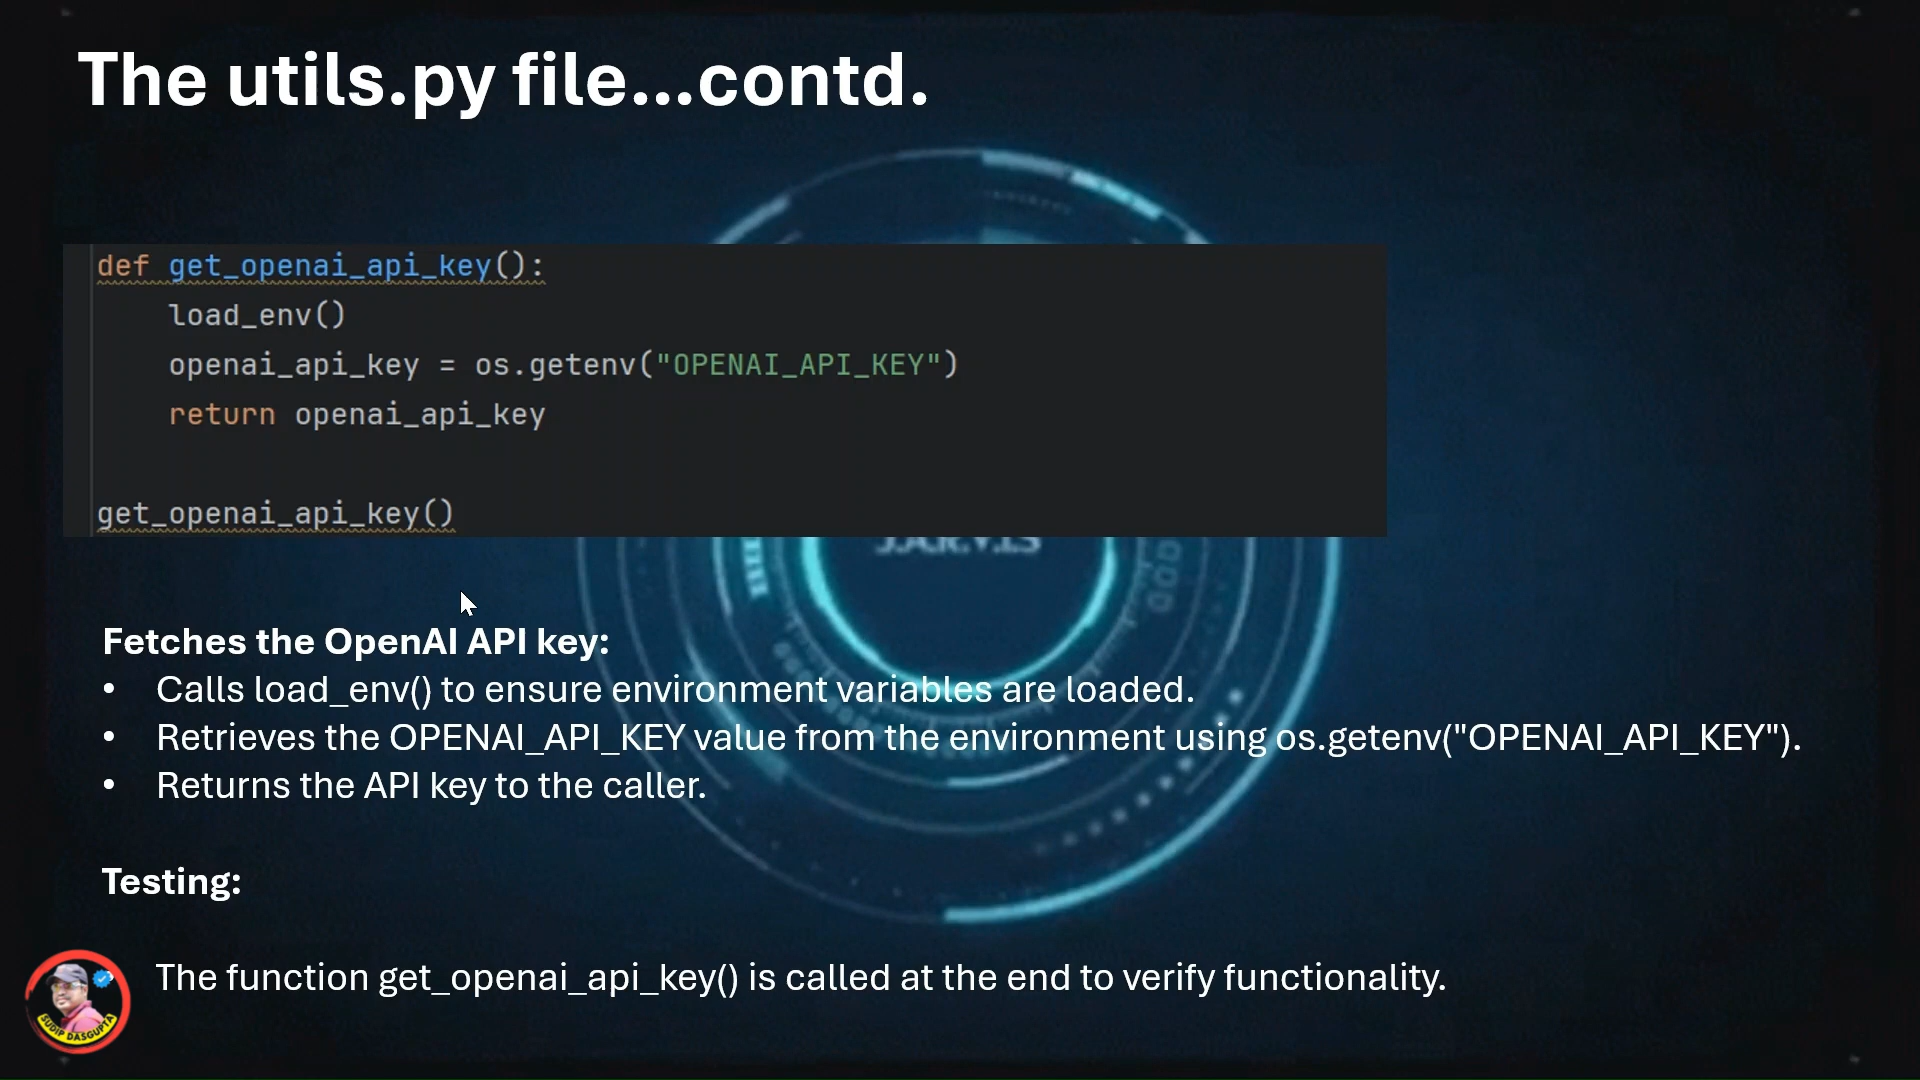 The utils.py file...contd.
def get_openai_api_key():
    load_env()
    openai_api_key = os.getenv("OPENAI_API_KEY")
    return openai_api_key
get_openai_api_key()
J.A.R.V.I.S
Fetches the OpenAI API key:
• Calls load_env() to ensure environment variables are loaded.
• Retrieves the OPENAI_API_KEY value from the environment using os.getenv("OPENAI_API_KEY").
• Returns the API key to the caller.
Testing:
The function get_openai_api_key() is called at the end to verify functionality.
SUDIP DASGUPTA